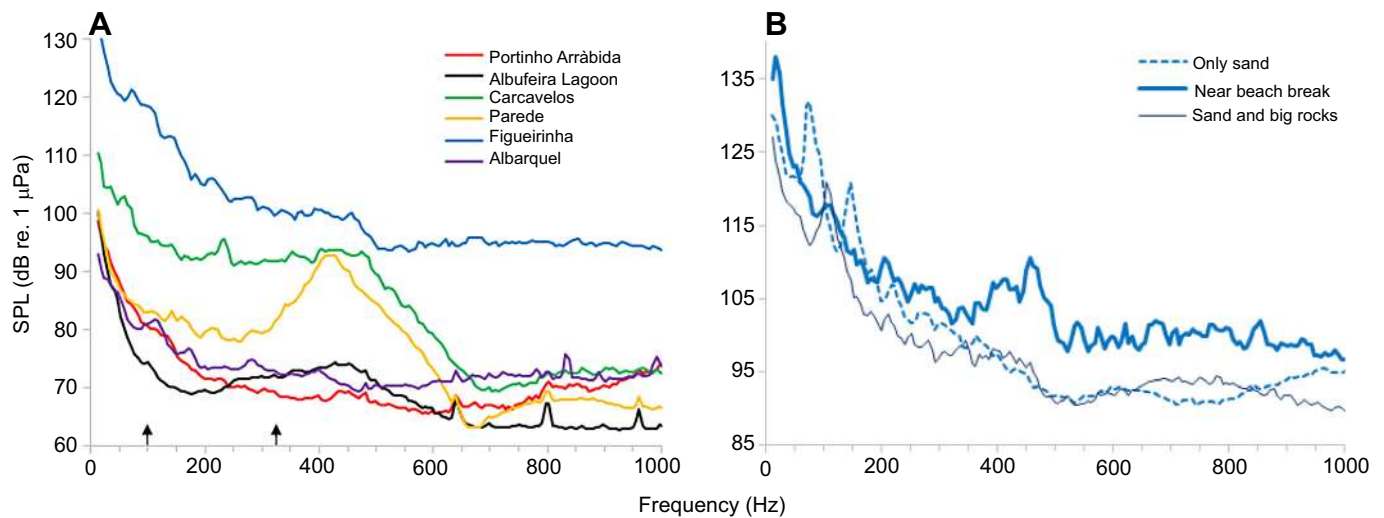 A
SPL (dB re. 1 μPa)
130
120
110
100
90
80
70
60
0
200
400
600
800
1000
Portinho Arràbida
Albufeira Lagoon
Carcavelos
Parede
Figueirinha
Albarquel
B
135
125
115
105
95
85
0
200
400
600
800
1000
Only sand
Near beach break
Sand and big rocks
Frequency (Hz)